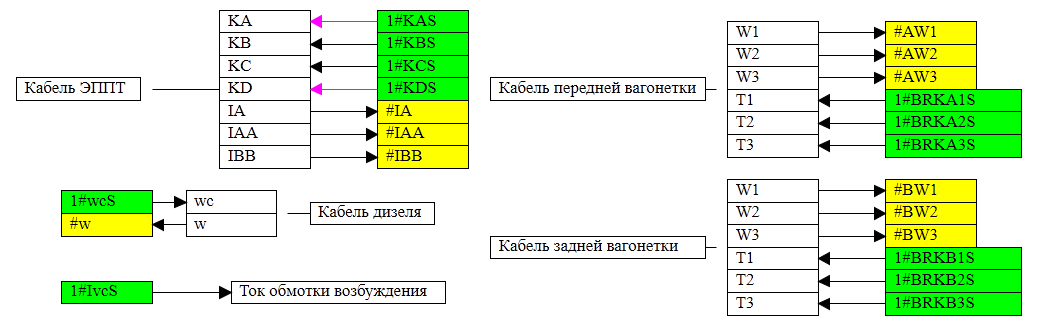 Кабель ЭППТ
KA 1#KAS
KB 1#KBS
KC 1#KCS
KD 1#KDS
IA #IA
IAA #IAA
IBB #IBB
1#wcS wc
#w w
Кабель дизеля
1#IvcS Ток обмотки возбуждения
Кабель передней вагонетки
W1 #AW1
W2 #AW2
W3 #AW3
T1 1#BRKA1S
T2 1#BRKA2S
T3 1#BRKA3S
Кабель задней вагонетки
W1 #BW1
W2 #BW2
W3 #BW3
T1 1#BRKB1S
T2 1#BRKB2S
T3 1#BRKB3S